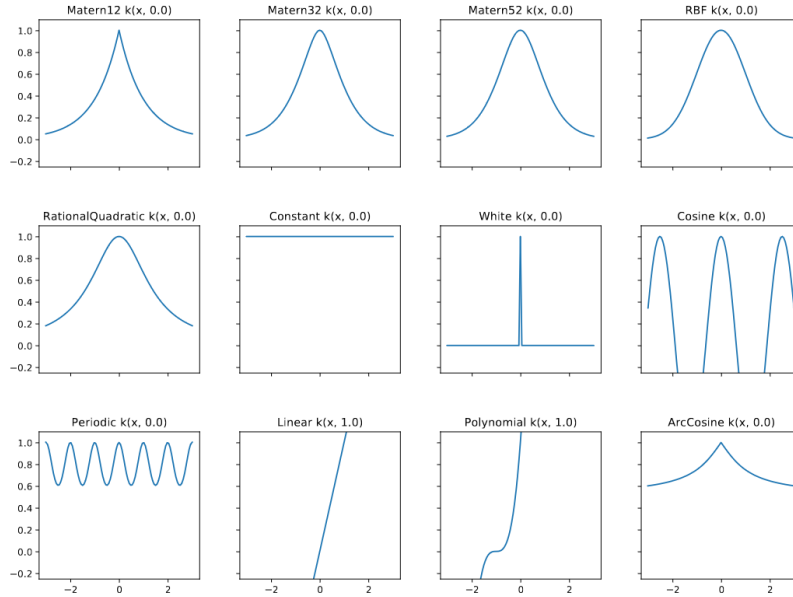 Matern12 k(x, 0.0)
Matern32 k(x, 0.0)
Matern52 k(x, 0.0)
RBF k(x, 0.0)
1.0
0.8
0.6
0.4
0.2
0.0
−0.2
RationalQuadratic k(x, 0.0)
Constant k(x, 0.0)
White k(x, 0.0)
Cosine k(x, 0.0)
1.0
0.8
0.6
0.4
0.2
0.0
−0.2
Periodic k(x, 0.0)
Linear k(x, 1.0)
Polynomial k(x, 1.0)
ArcCosine k(x, 0.0)
1.0
0.8
0.6
0.4
0.2
0.0
−0.2
−2 0 2
−2 0 2
−2 0 2
−2 0 2